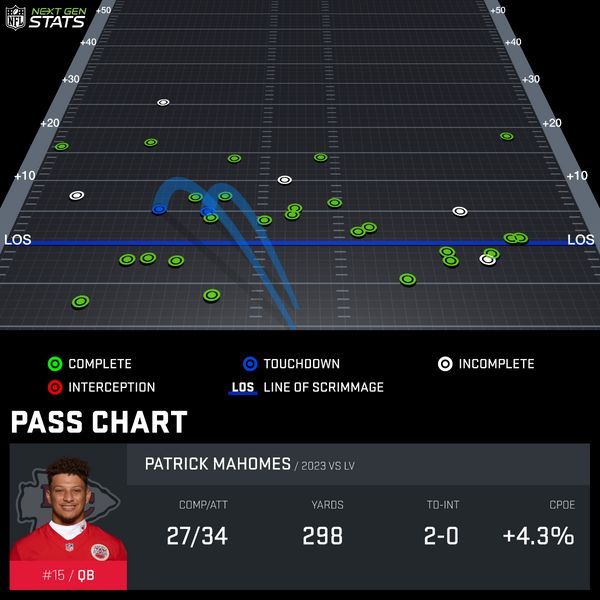 NFL NEXT GEN STATS
+50 +50
+40 +40
+30 +30
+20 +20
+10 +10
LOS LOS
COMPLETE TOUCHDOWN INCOMPLETE
INTERCEPTION LOS LINE OF SCRIMMAGE
PASS CHART
PATRICK MAHOMES / 2023 VS LV
COMP/ATT YARDS TD-INT CPOE
27/34 298 2-0 +4.3%
#15 / QB